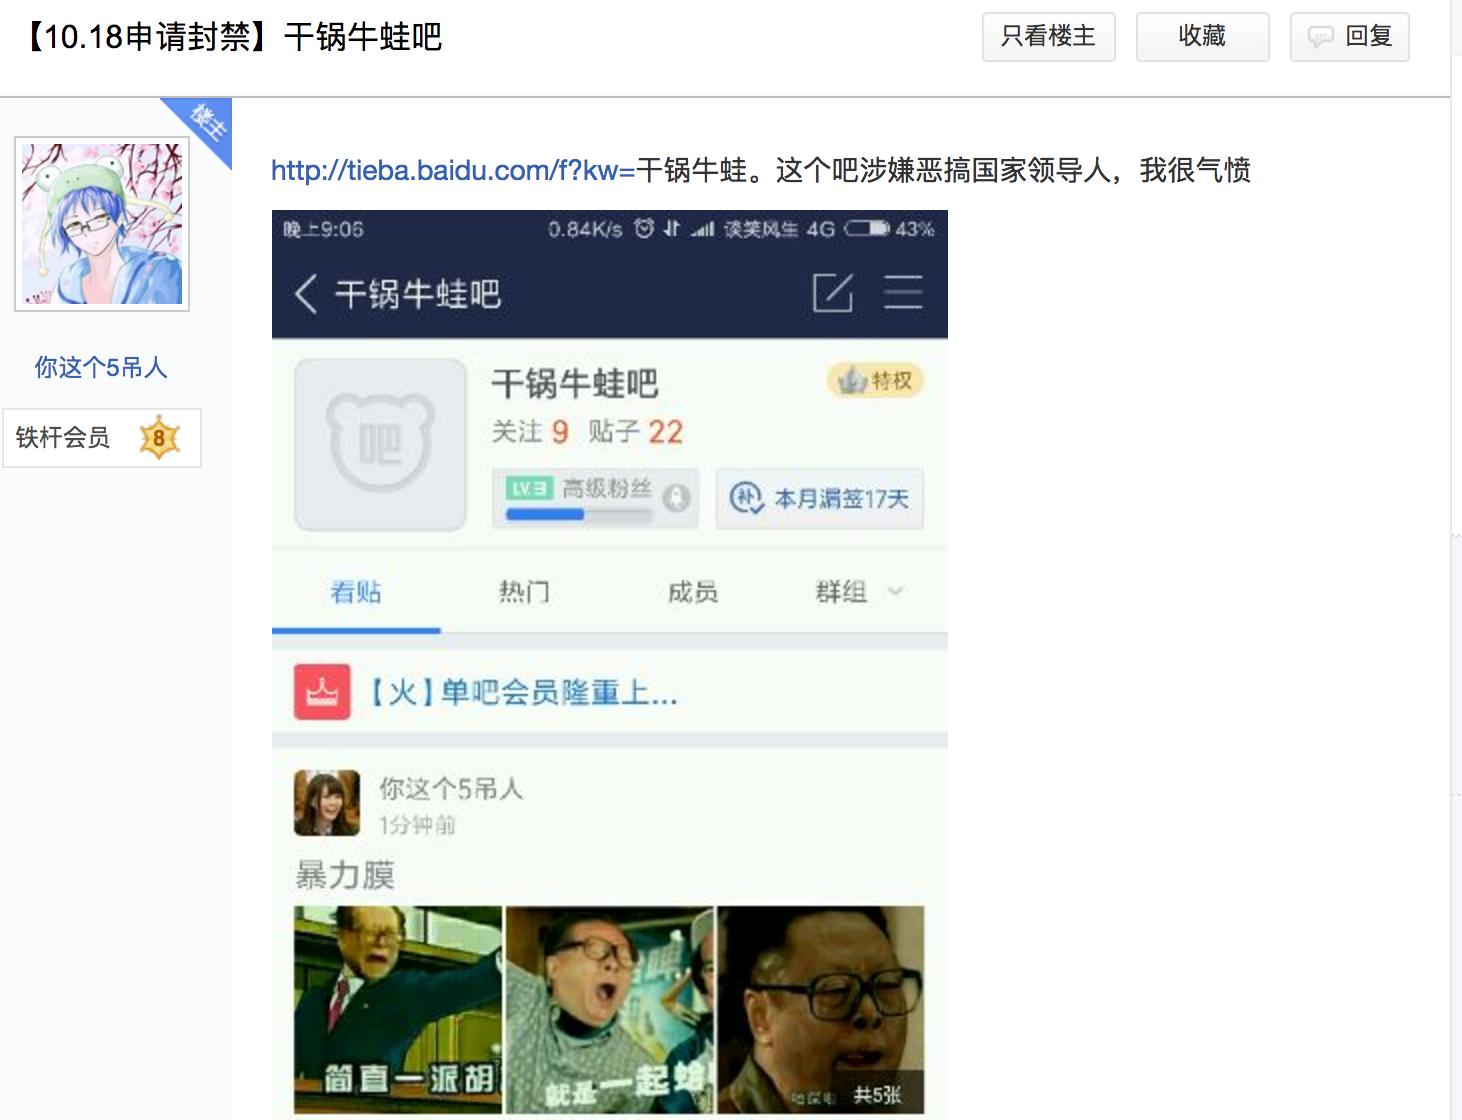 【10.18申请封禁】干锅牛蛙吧
只看楼主
收藏
回复
楼主
你这个5吊人
铁杆会员 8
http://tieba.baidu.com/f?kw=干锅牛蛙。这个吧涉嫌恶搞国家领导人，我很气愤
晚上9:05 0.84K/s 谈笑风生 4G 43%
干锅牛蛙吧
吧
干锅牛蛙吧
特权
关注 9 贴子 22
LV.3 高级粉丝
补 本月漏签17天
看贴 热门 成员 群组
【火】单吧会员隆重上...
你这个5吊人
1分钟前
暴力膜
简直一派胡
就是一起蛤
共5张